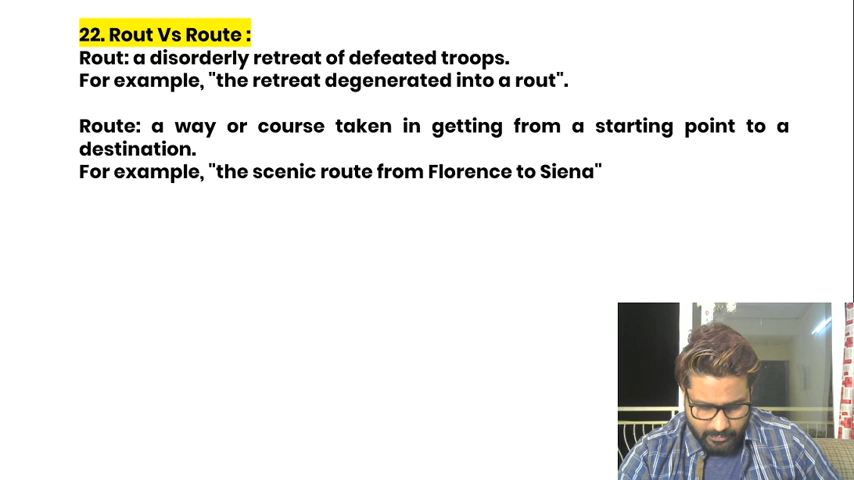 22. Rout Vs Route :
Rout: a disorderly retreat of defeated troops.
For example, "the retreat degenerated into a rout".
Route: a way or course taken in getting from a starting point to a
destination.
For example, "the scenic route from Florence to Siena"